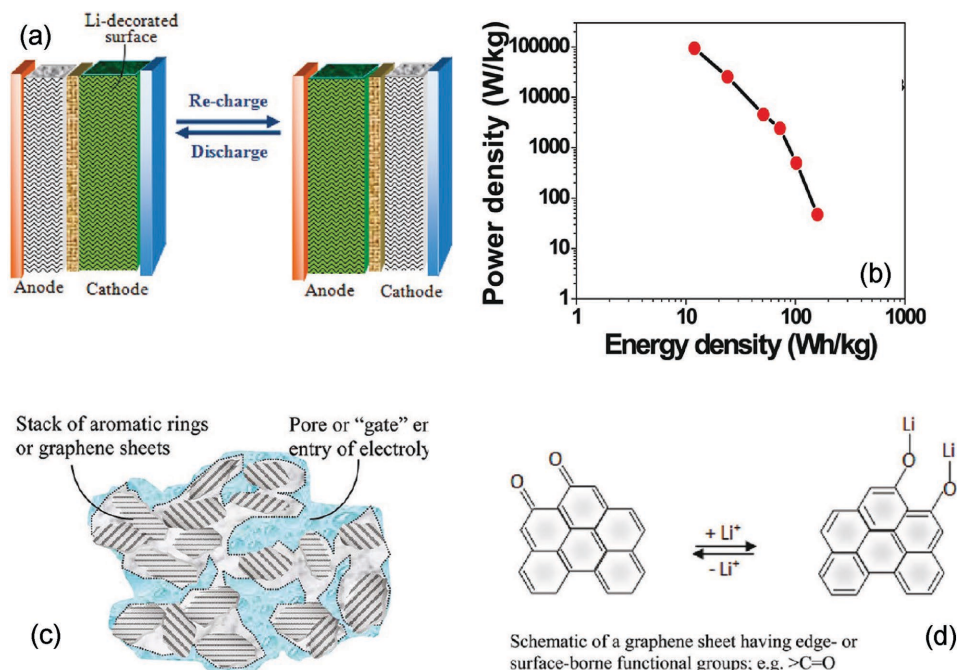 (a)
Li-decorated
surface
Re-charge
Discharge
Anode Cathode
Anode Cathode
Power density (W/kg)
100000
10000
1000
100
10
1
1 10 100 1000
Energy density (Wh/kg)
(b)
Stack of aromatic rings
or graphene sheets
Pore or “gate” er
entry of electroly
(c)
O
O
+ Li⁺
- Li⁺
Li
O
Li
O
(d)
Schematic of a graphene sheet having edge- or
surface-borne functional groups; e.g. >C=O